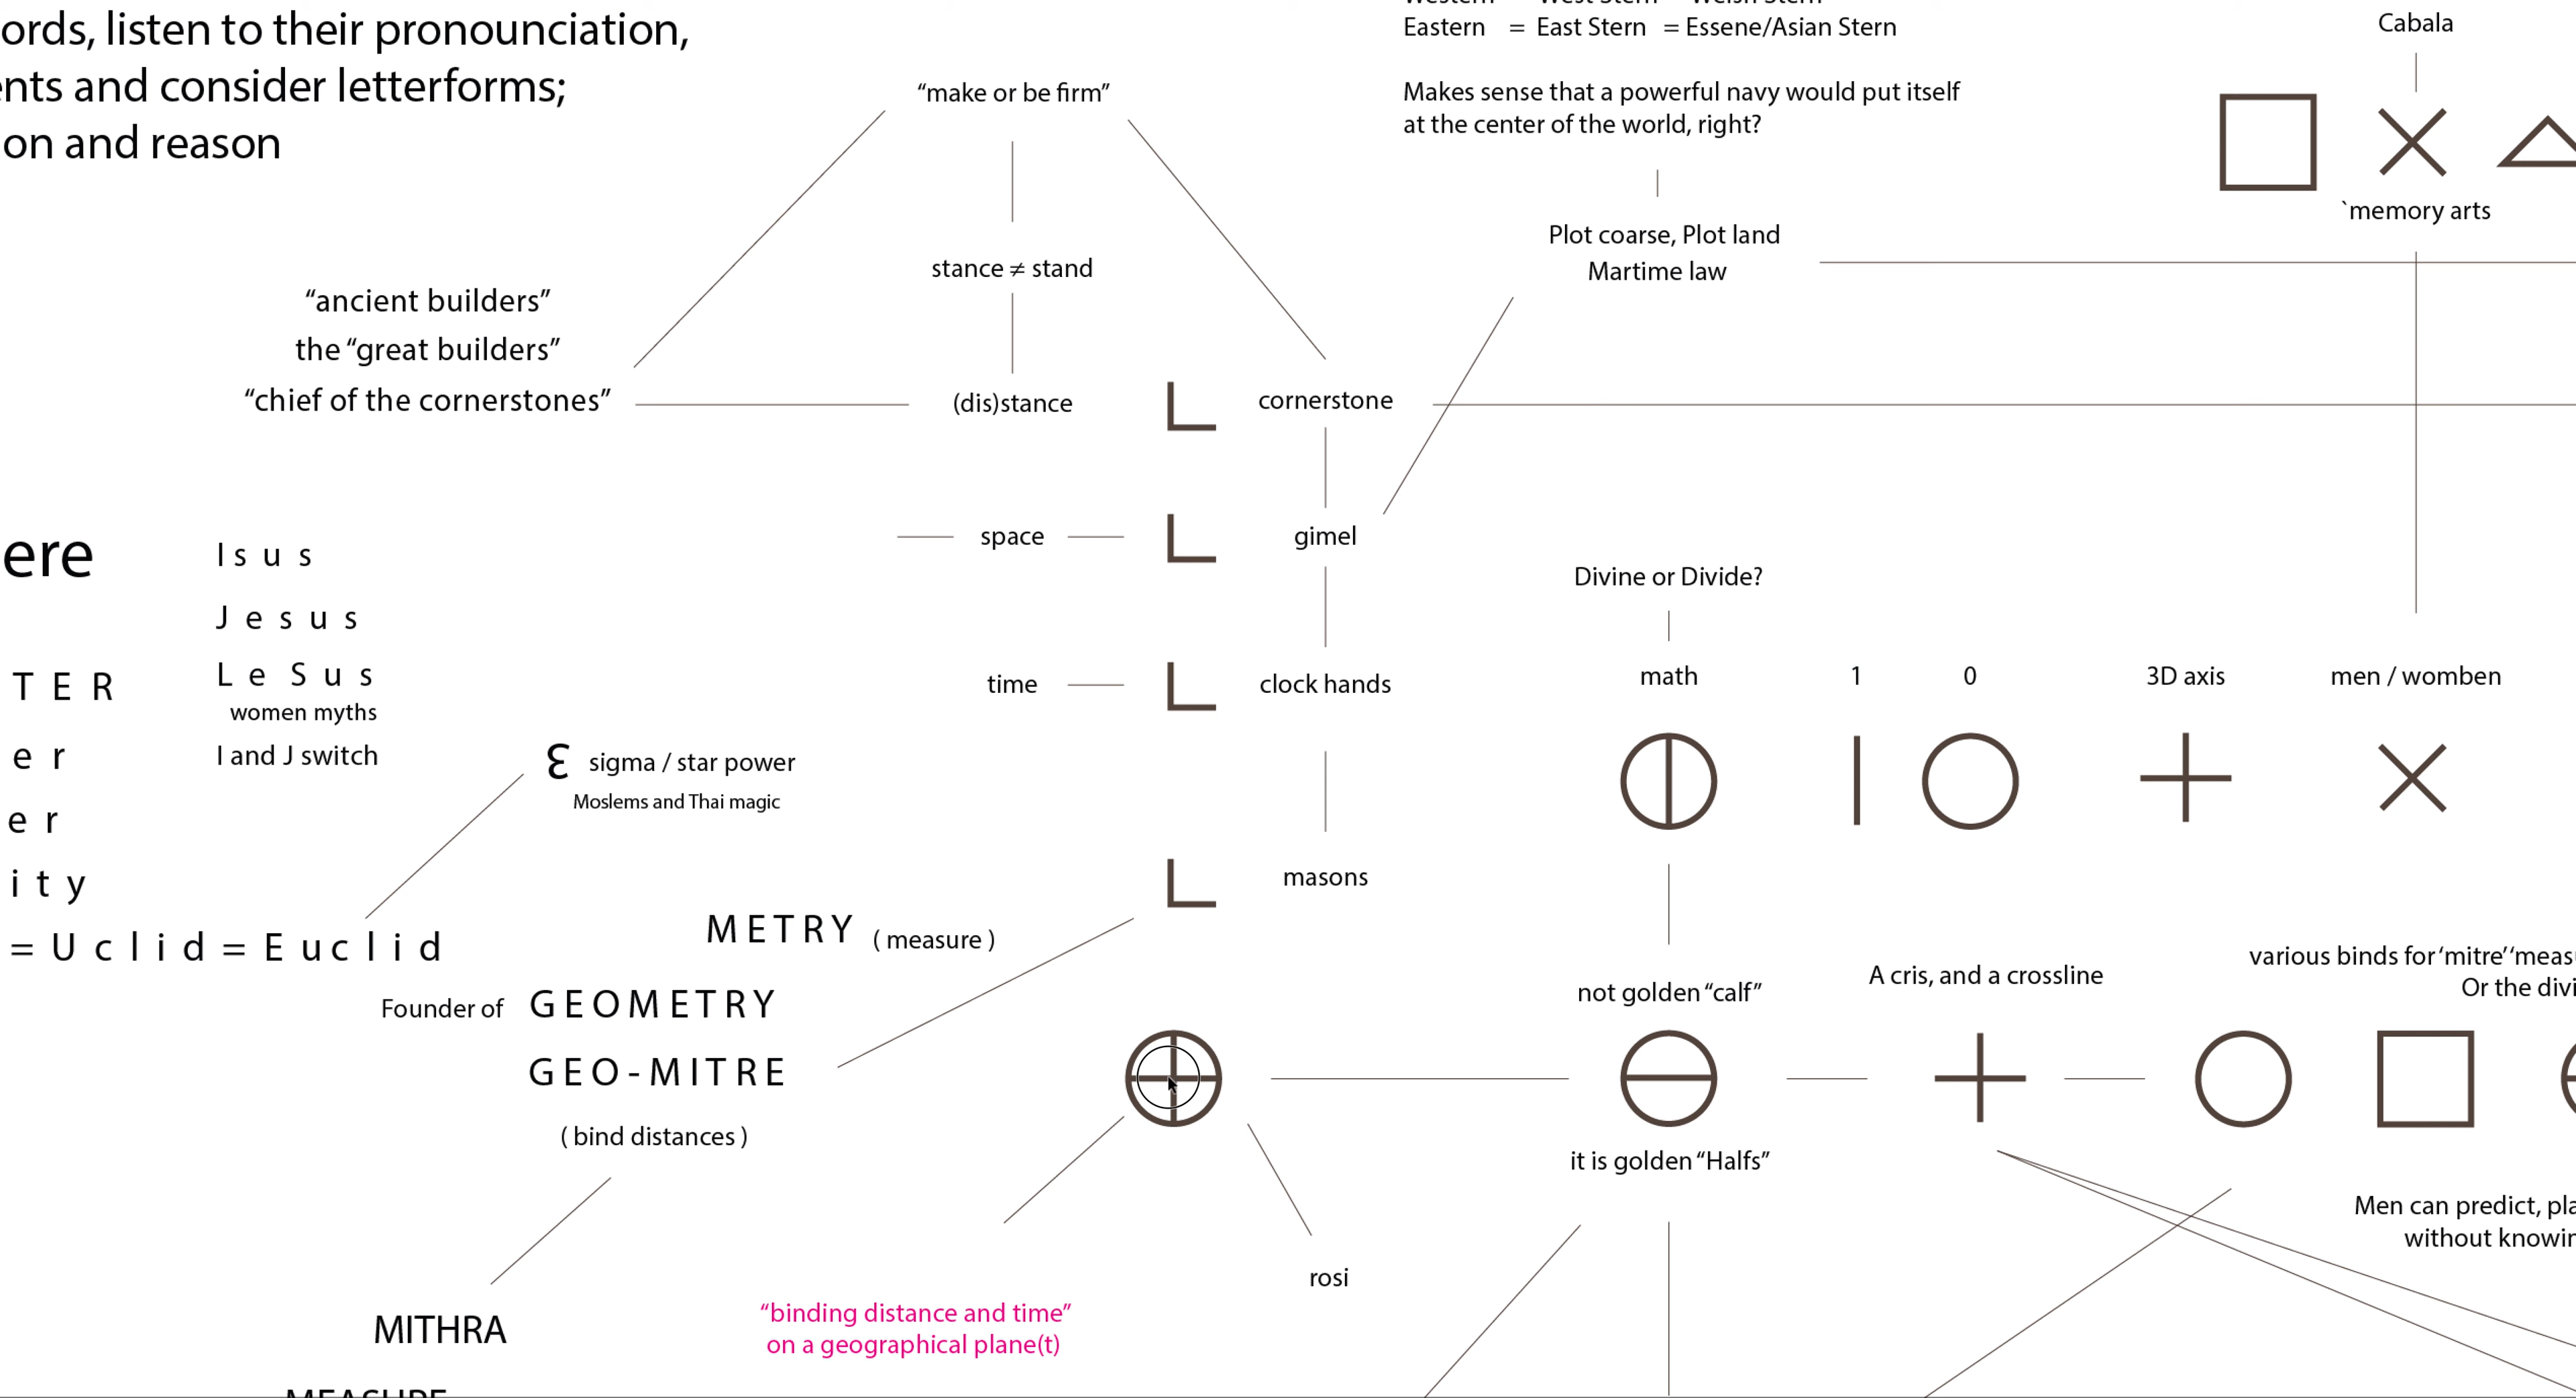 ords, listen to their pronounciation,
ents and consider letterforms;
on and reason
Eastern = East Stern = Essene/Asian Stern
Makes sense that a powerful navy would put itself
at the center of the world, right?
Cabala
`memory arts
"make or be firm"
stance ≠ stand
Plot coarse, Plot land
Martime law
"ancient builders"
the "great builders"
"chief of the cornerstones"
(dis)stance
L
cornerstone
space
L
gimel
time
L
clock hands
L
masons
ere
I s u s
J e s u s
L e S u s
women myths
I and J switch
T E R
e r
e r
i t y
= U c l i d = E u c l i d
Ɛ sigma / star power
Moslems and Thai magic
Divine or Divide?
math
1
0
3D axis
men / womben
METRY ( measure )
Founder of GEOMETRY
GEO-MITRE
( bind distances )
MITHRA
MEASURE
not golden "calf"
it is golden "Halfs"
A cris, and a crossline
various binds for 'mitre' 'meas
Or the divi
Men can predict, pla
without knowin
rosi
"binding distance and time"
on a geographical plane(t)